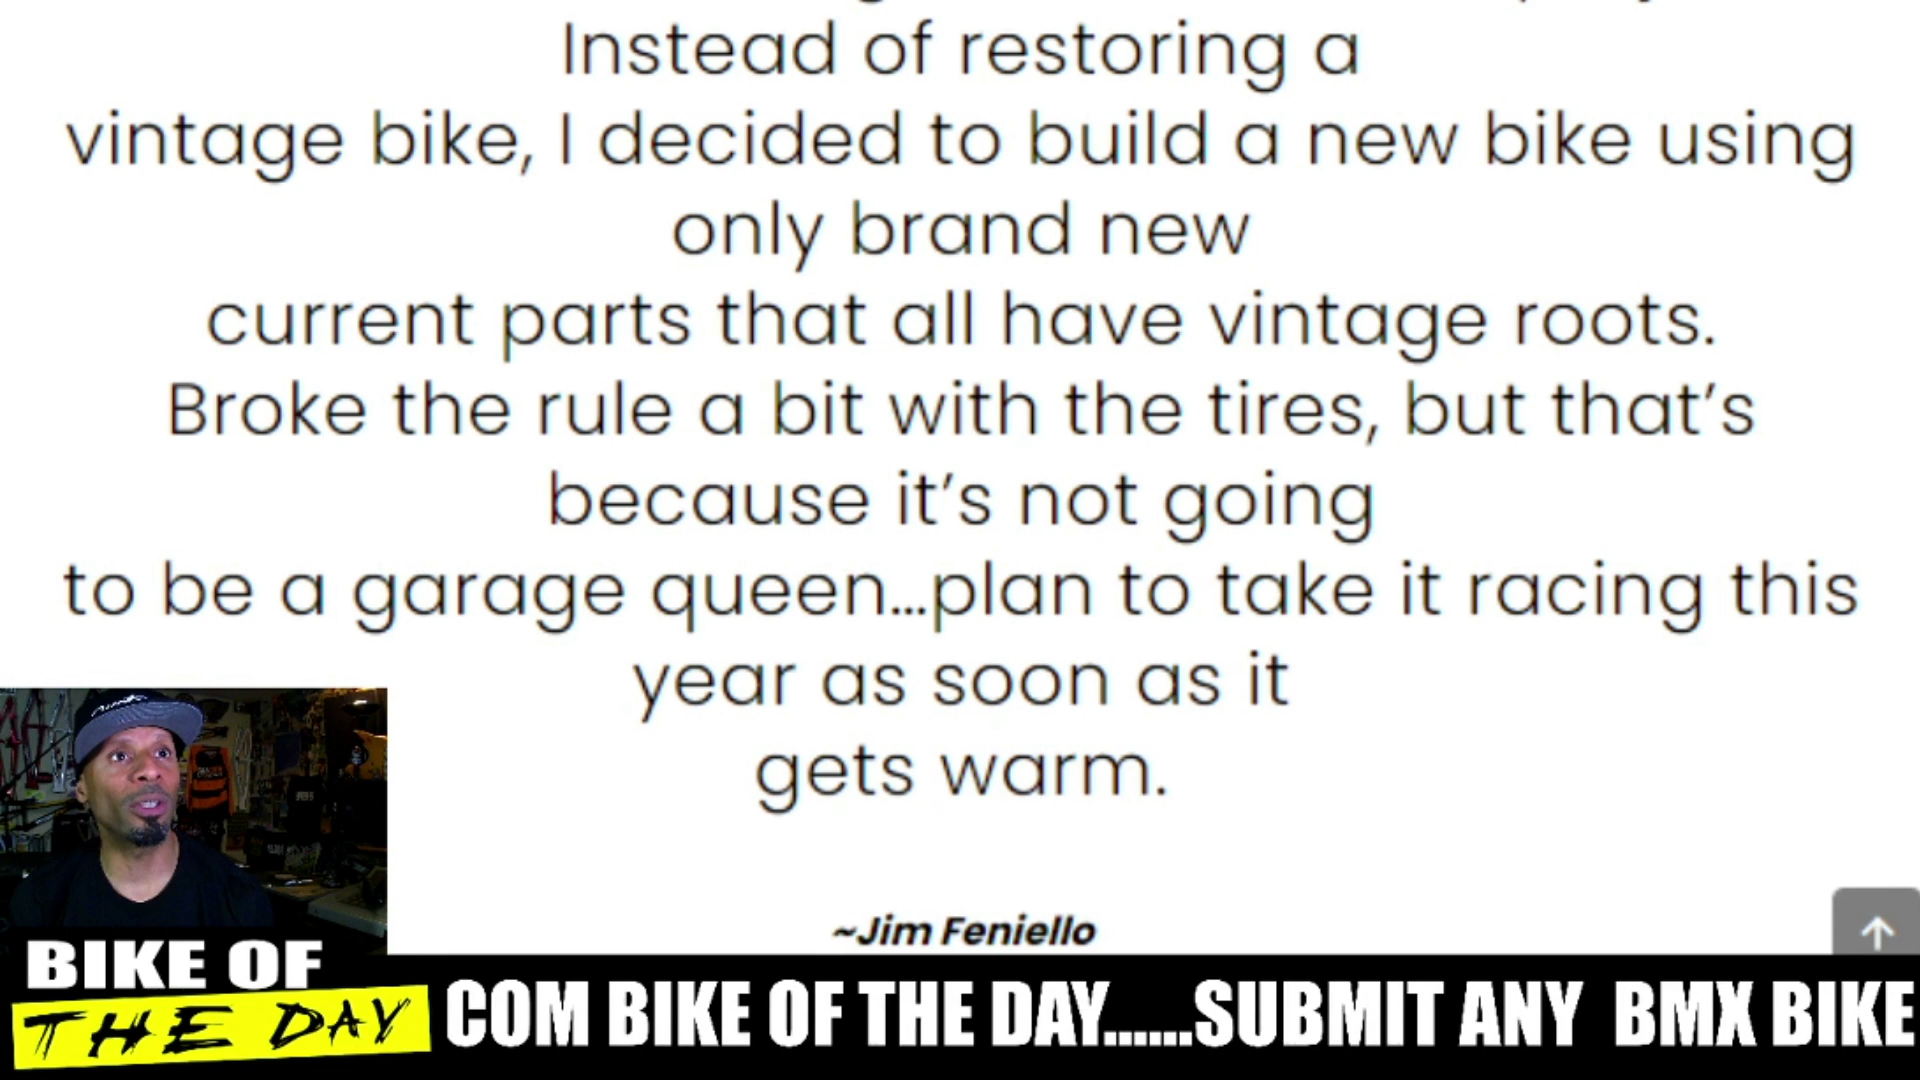 Instead of restoring a
vintage bike, I decided to build a new bike using
only brand new
current parts that all have vintage roots.
Broke the rule a bit with the tires, but that’s
because it’s not going
to be a garage queen...plan to take it racing this
year as soon as it
gets warm.
~Jim Feniello
BIKE OF
THE DAY
COM BIKE OF THE DAY......SUBMIT ANY BMX BIKE